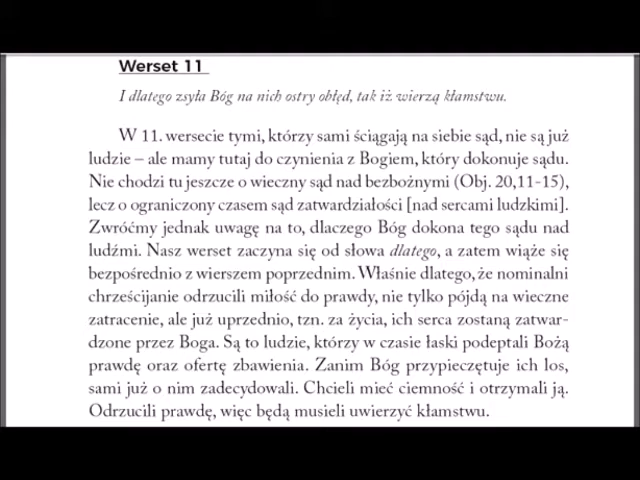 Werset 11
I dlatego zsyła Bóg na nich ostry obłęd, tak iż wierzą kłamstwu.
W 11. wersecie tymi, którzy sami ściągają na siebie sąd, nie są już
ludzie – ale mamy tutaj do czynienia z Bogiem, który dokonuje sądu.
Nie chodzi tu jeszcze o wieczny sąd nad bezbożnymi (Obj. 20,11-15),
lecz o ograniczony czasem sąd zatwardziałości [nad sercami ludzkimi].
Zwróćmy jednak uwagę na to, dlaczego Bóg dokona tego sądu nad
ludźmi. Nasz werset zaczyna się od słowa dlatego, a zatem wiąże się
bezpośrednio z wierszem poprzednim. Właśnie dlatego, że nominalni
chrześcijanie odrzucili miłość do prawdy, nie tylko pójdą na wieczne
zatracenie, ale już uprzednio, tzn. za życia, ich serca zostaną zatwar-
dzone przez Boga. Są to ludzie, którzy w czasie łaski podeptali Bożą
prawdę oraz ofertę zbawienia. Zanim Bóg przypieczętuje ich los,
sami już o nim zadecydowali. Chcieli mieć ciemność i otrzymali ją.
Odrzucili prawdę, więc będą musieli uwierzyć kłamstwu.